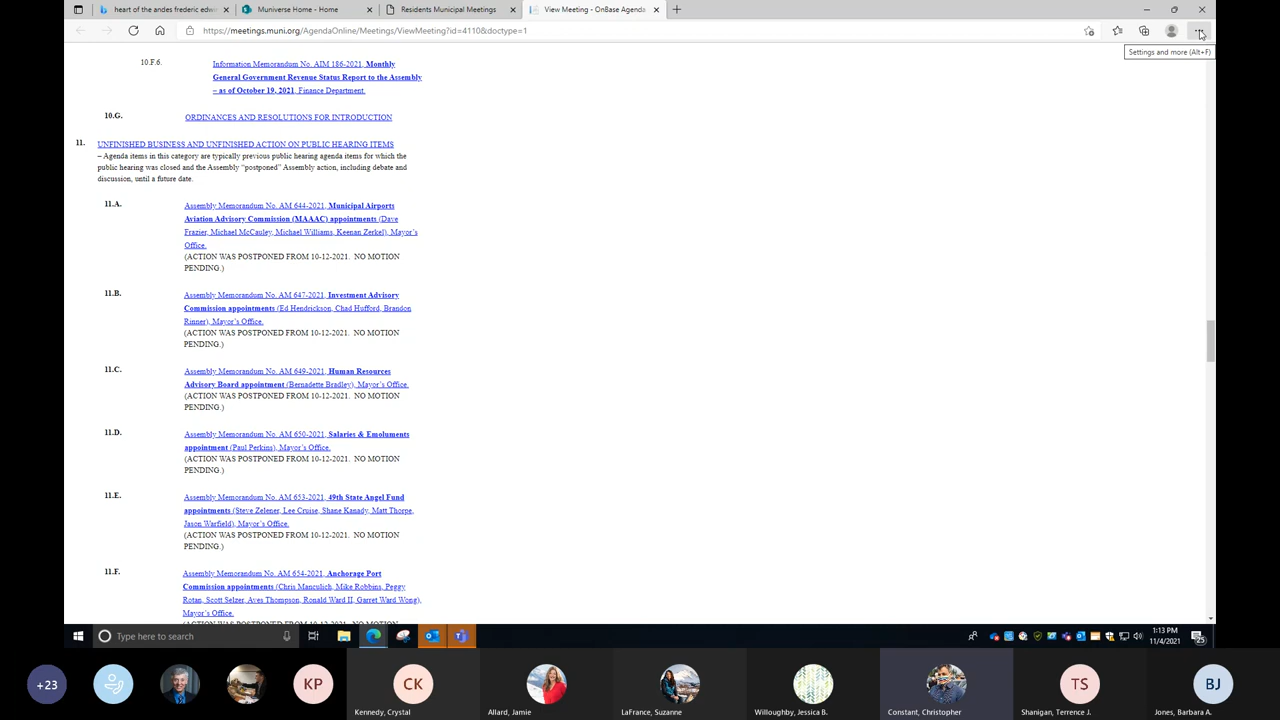 heart of the andes frederic edwin
Muniverse Home - Home
Residents Municipal Meetings
View Meeting - OnBase Agenda
https://meetings.muni.org/AgendaOnline/Meetings/ViewMeeting?id=4110&doctype=1
Settings and more (Alt+F)
10.F.6. Information Memorandum No. AIM 186-2021, Monthly
General Government Revenue Status Report to the Assembly
– as of October 19, 2021, Finance Department.
10.G. ORDINANCES AND RESOLUTIONS FOR INTRODUCTION
11. UNFINISHED BUSINESS AND UNFINISHED ACTION ON PUBLIC HEARING ITEMS
– Agenda items in this category are typically previous public hearing agenda items for which the
public hearing was closed and the Assembly "postponed" Assembly action, including debate and
discussion, until a future date.
11.A. Assembly Memorandum No. AM 644-2021, Municipal Airports
Aviation Advisory Commission (MAAAC) appointments (Dave
Frazier, Michael McCauley, Michael Williams, Keenan Zerkel), Mayor's
Office.
(ACTION WAS POSTPONED FROM 10-12-2021. NO MOTION
PENDING.)
11.B. Assembly Memorandum No. AM 647-2021, Investment Advisory
Commission appointments (Ed Hendrickson, Chad Hufford, Brandon
Rinner), Mayor's Office.
(ACTION WAS POSTPONED FROM 10-12-2021. NO MOTION
PENDING.)
11.C. Assembly Memorandum No. AM 649-2021, Human Resources
Advisory Board appointment (Bernadette Bradley), Mayor's Office.
(ACTION WAS POSTPONED FROM 10-12-2021. NO MOTION
PENDING.)
11.D. Assembly Memorandum No. AM 650-2021, Salaries & Emoluments
appointment (Paul Perkins), Mayor's Office.
(ACTION WAS POSTPONED FROM 10-12-2021. NO MOTION
PENDING.)
11.E. Assembly Memorandum No. AM 653-2021, 49th State Angel Fund
appointments (Steve Zelener, Lee Cruise, Shane Kanady, Matt Thorpe,
Jason Warfield), Mayor's Office.
(ACTION WAS POSTPONED FROM 10-12-2021. NO MOTION
PENDING.)
11.F. Assembly Memorandum No. AM 654-2021, Anchorage Port
Commission appointments (Chris Manculich, Mike Robbins, Peggy
Rotan, Scott Selzer, Aves Thompson, Ronald Ward II, Garret Ward Wong),
Mayor's Office.
(ACTION WAS POSTPONED FROM 10-12-2021. NO MOTION
Type here to search
1:13 PM
11/4/2021
25
+23
KP
CK
TS
BJ
Kennedy, Crystal
Allard, Jamie
LaFrance, Suzanne
Willoughby, Jessica B.
Constant, Christopher
Shanigan, Terrence J.
Jones, Barbara A.